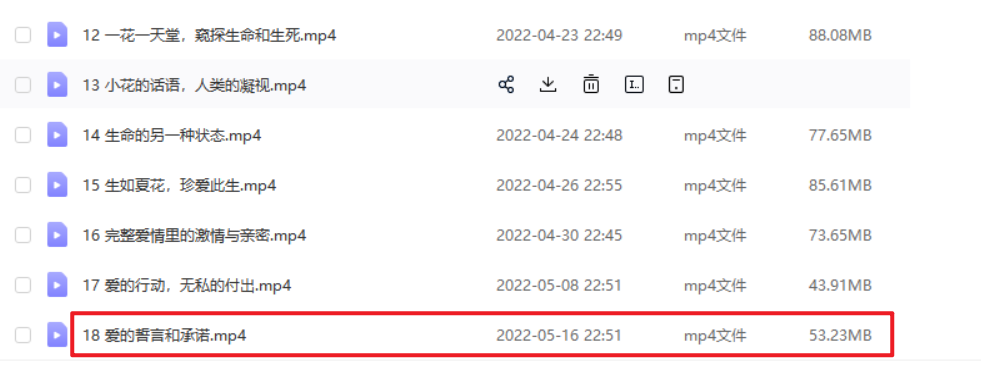 12 一花一天堂，窥探生命和生死.mp4 2022-04-23 22:49 mp4文件 88.08MB
13 小花的话语，人类的凝视.mp4
14 生命的另一种状态.mp4 2022-04-24 22:48 mp4文件 77.65MB
15 生如夏花，珍爱此生.mp4 2022-04-26 22:55 mp4文件 85.61MB
16 完整爱情里的激情与亲密.mp4 2022-04-30 22:45 mp4文件 73.65MB
17 爱的行动，无私的付出.mp4 2022-05-08 22:51 mp4文件 43.91MB
18 爱的誓言和承诺.mp4 2022-05-16 22:51 mp4文件 53.23MB